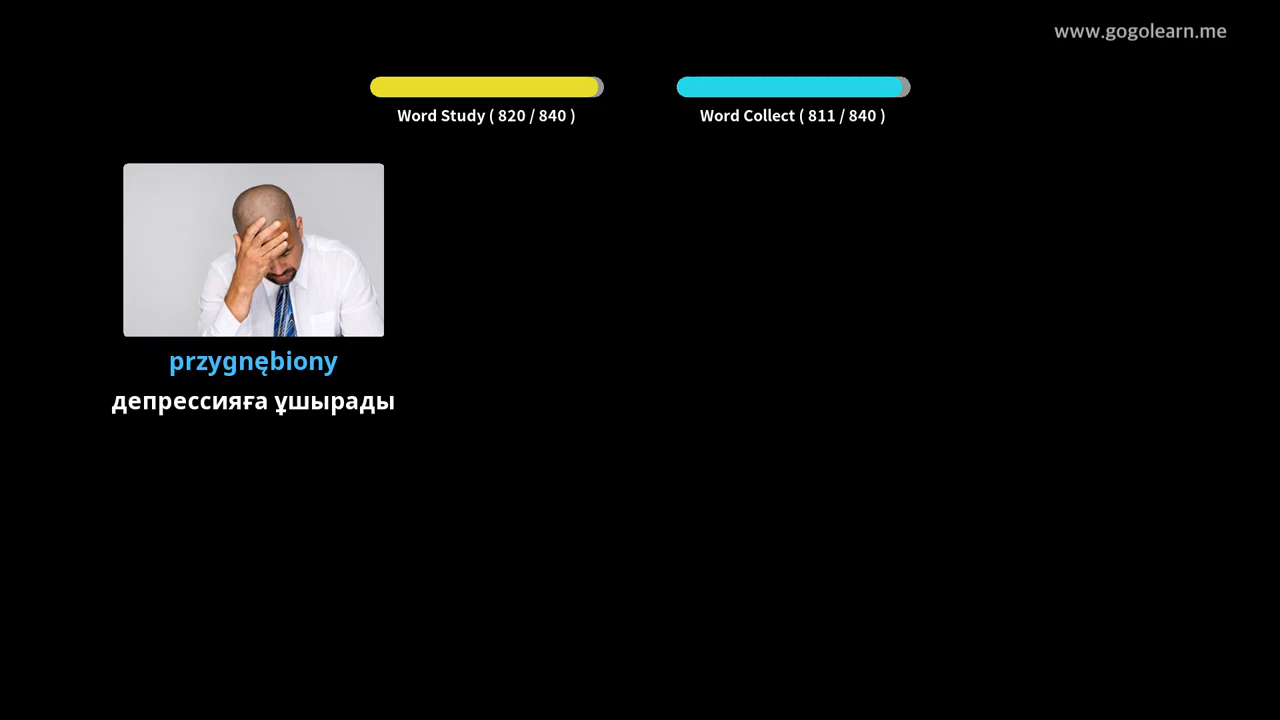 www.gogolearn.me
Word Study ( 820 / 840 )
Word Collect ( 811 / 840 )
przygnębiony
депрессияға ұшырады